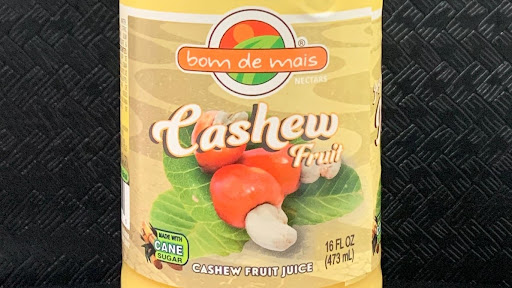 bom de mais
®
NECTARS
Cashew
Fruit
MADE WITH
CANE
SUGAR
16 FL OZ
(473 mL)
CASHEW FRUIT JUICE